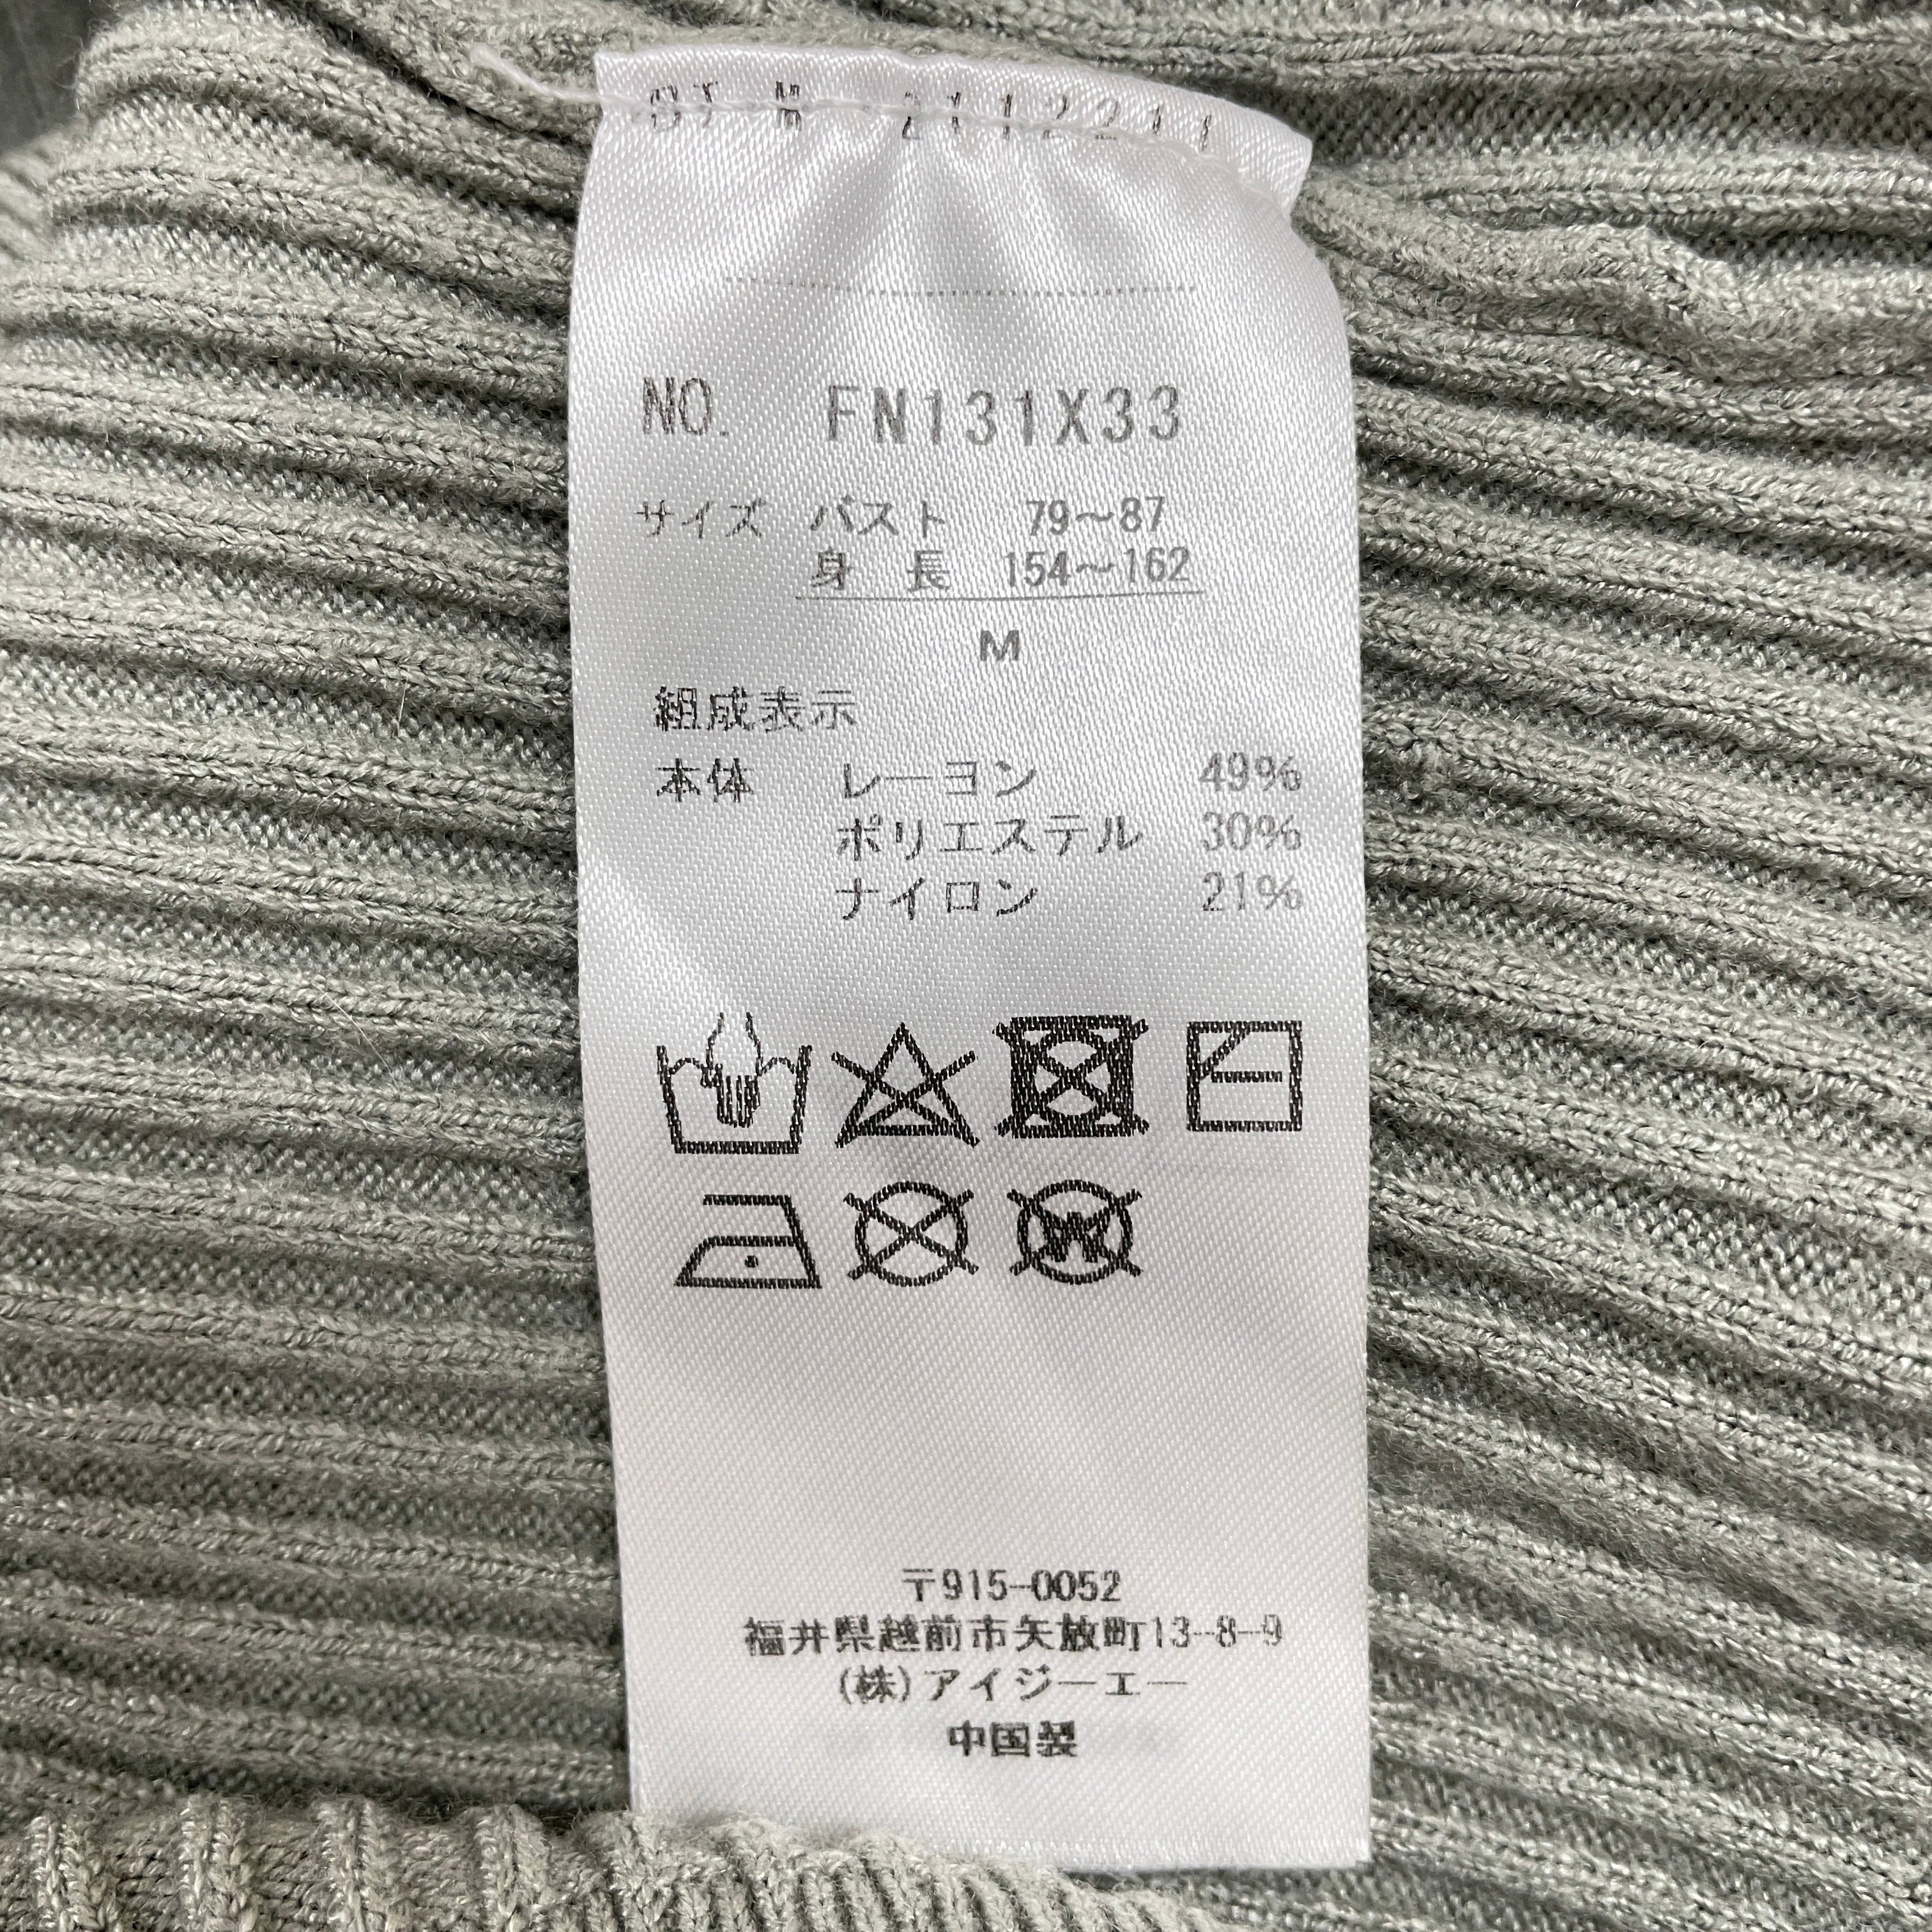 NO. FN131X33
サイズ バスト 79～87
身 長 154～162
M
組成表示
本体 レーヨン 49%
ポリエステル 30%
ナイロン 21%
W
〒915-0052
福井県越前市矢放町13-8-9
(株)アイジーエー
中国製